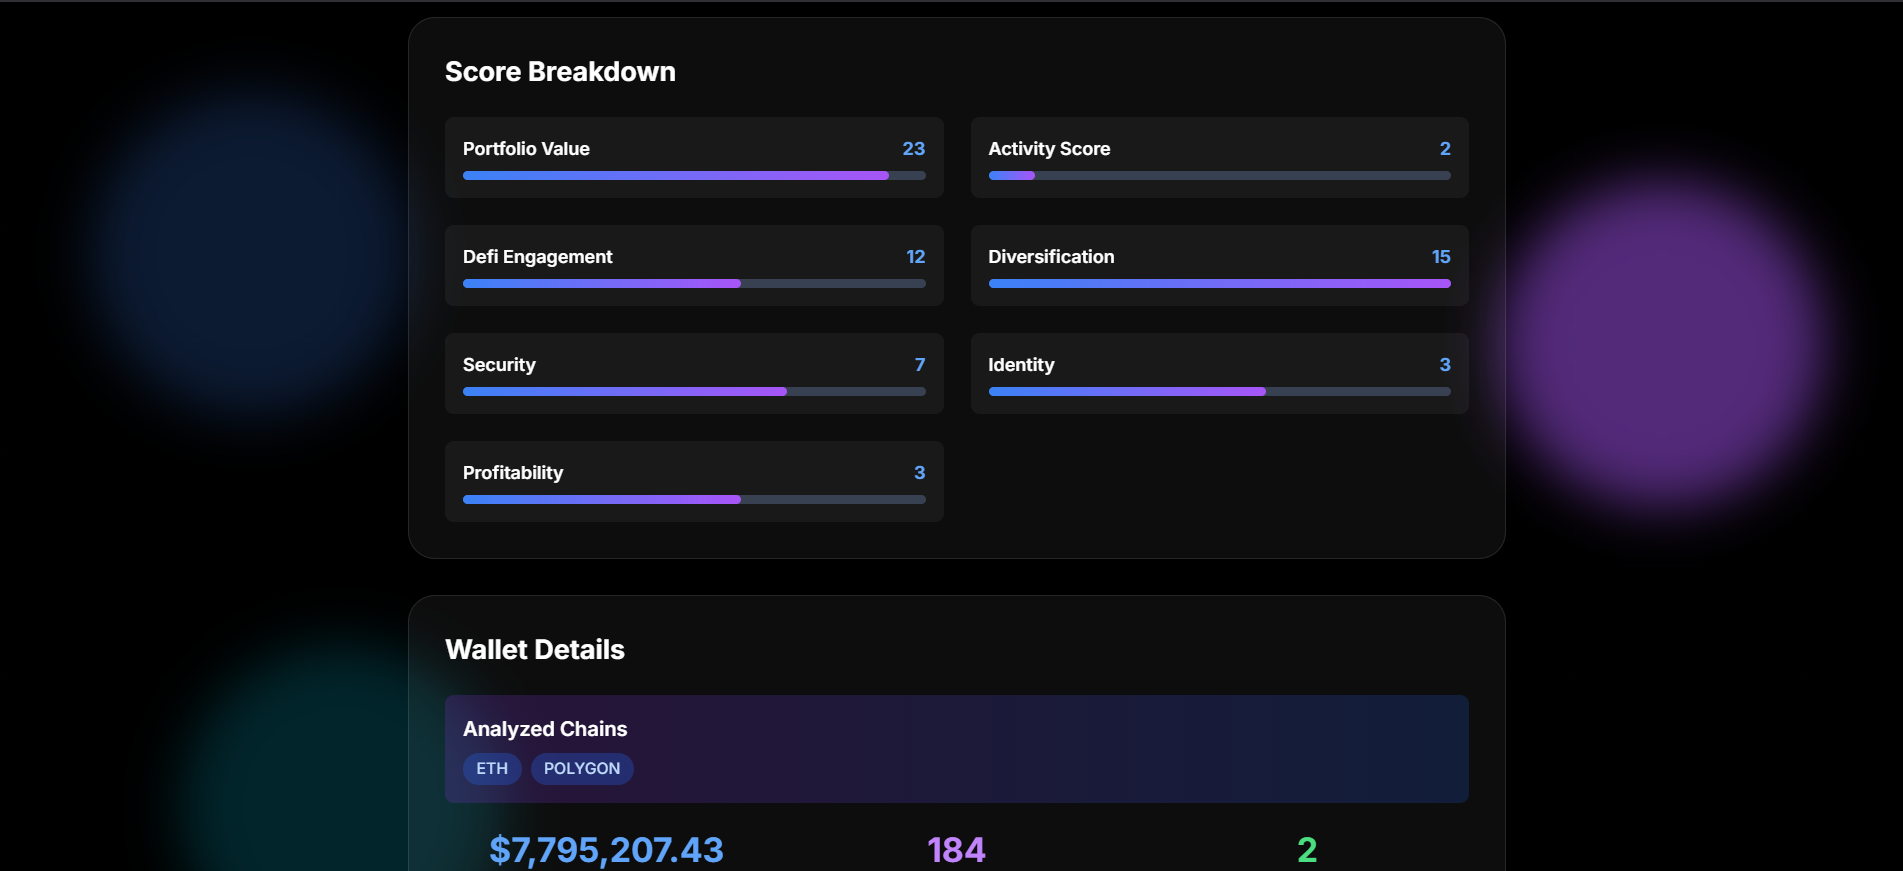 Score Breakdown
Portfolio Value 23
Activity Score 2
Defi Engagement 12
Diversification 15
Security 7
Identity 3
Profitability 3
Wallet Details
Analyzed Chains
ETH POLYGON
$7,795,207.43 184 2